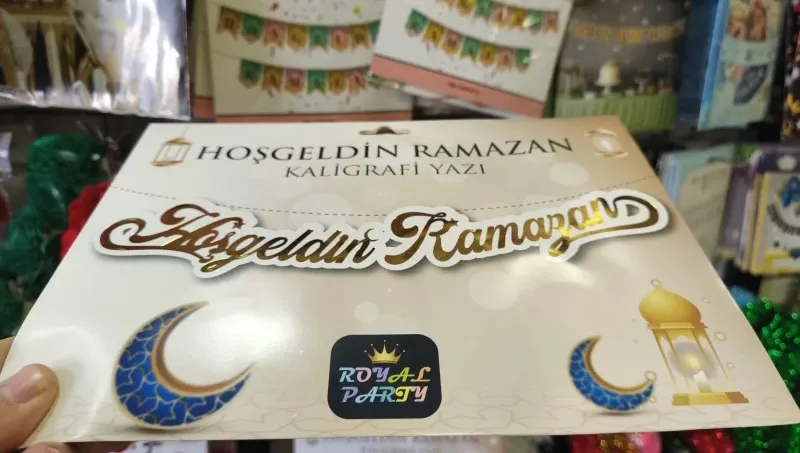 HOŞGELDİN RAMAZAN
KALİGRAFİ YAZI
Hoşgeldin Ramazan
ROYAL
PARTY